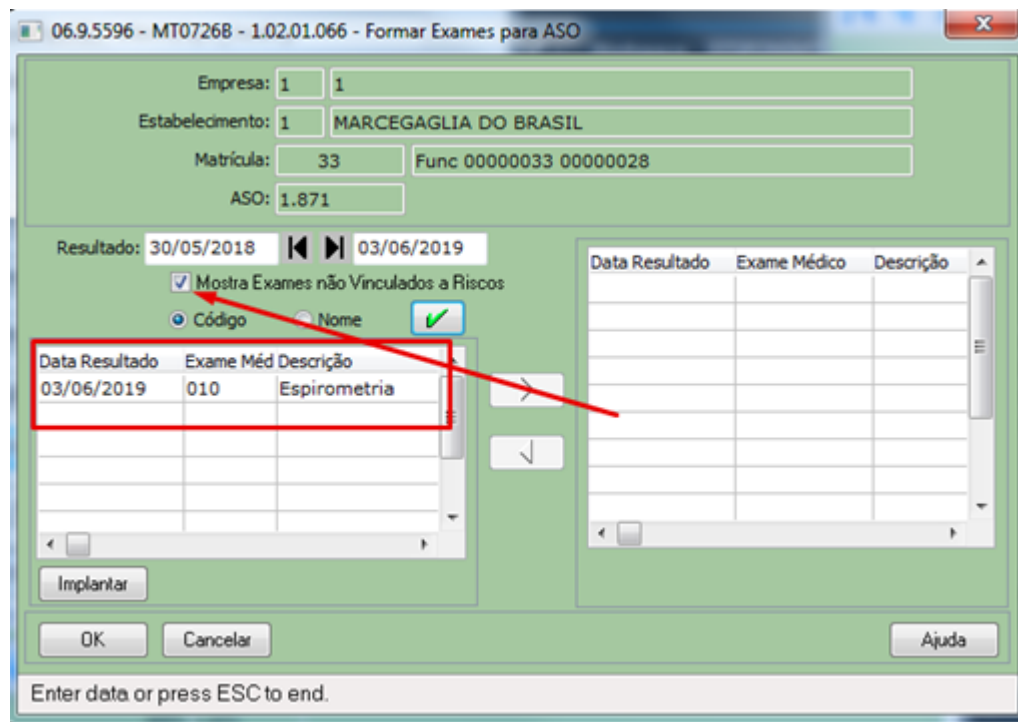 06.9.5596 - MT0726B - 1.02.01.066 - Formar Exames para ASO
Empresa: 1 1
Estabelecimento: 1 MARCEGAGLIA DO BRASIL
Matrícula: 33 Func 00000033 00000028
ASO: 1.871
Resultado: 30/05/2018 03/06/2019
Mostra Exames não Vinculados a Riscos
Código Nome
Data Resultado Exame Méd Descrição
03/06/2019 010 Espirometria
Data Resultado Exame Médico Descrição
Implantar
OK Cancelar Ajuda
Enter data or press ESC to end.